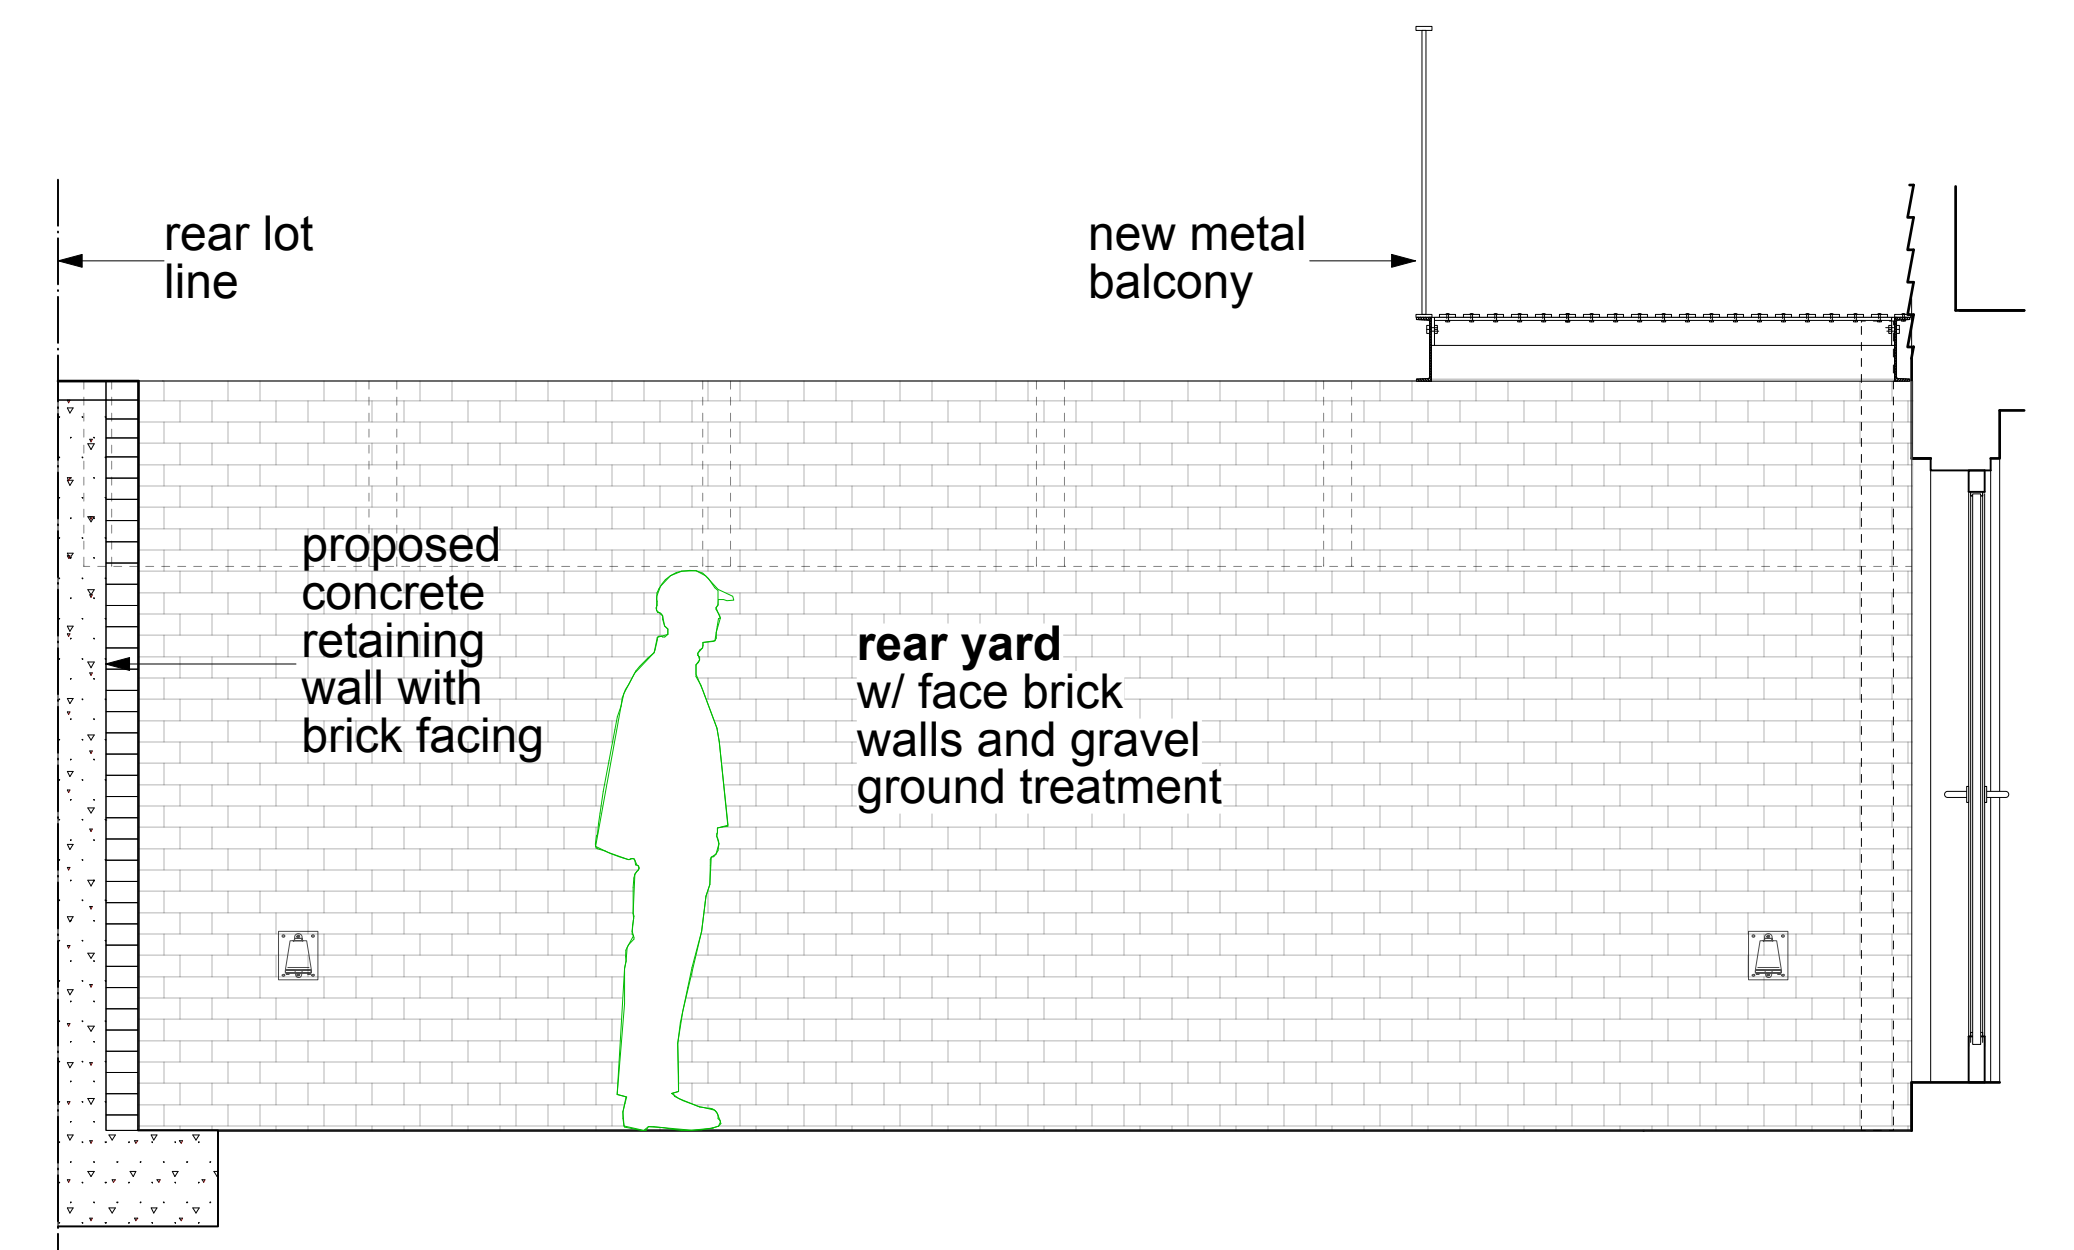 rear lot
line
new metal
balcony
proposed
concrete
retaining
wall with
brick facing
rear yard
w/ face brick
walls and gravel
ground treatment